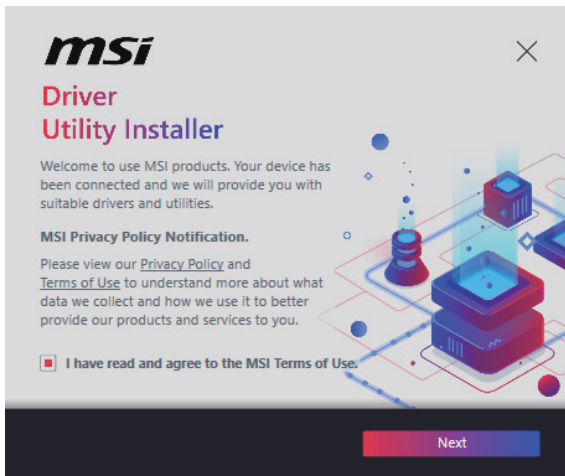 msi
Driver
Utility Installer
Welcome to use MSI products. Your device has
been connected and we will provide you with
suitable drivers and utilities.
MSI Privacy Policy Notification.
Please view our Privacy Policy and
Terms of Use to understand more about what
data we collect and how we use it to better
provide our products and services to you.
I have read and agree to the MSI Terms of Use.
Next